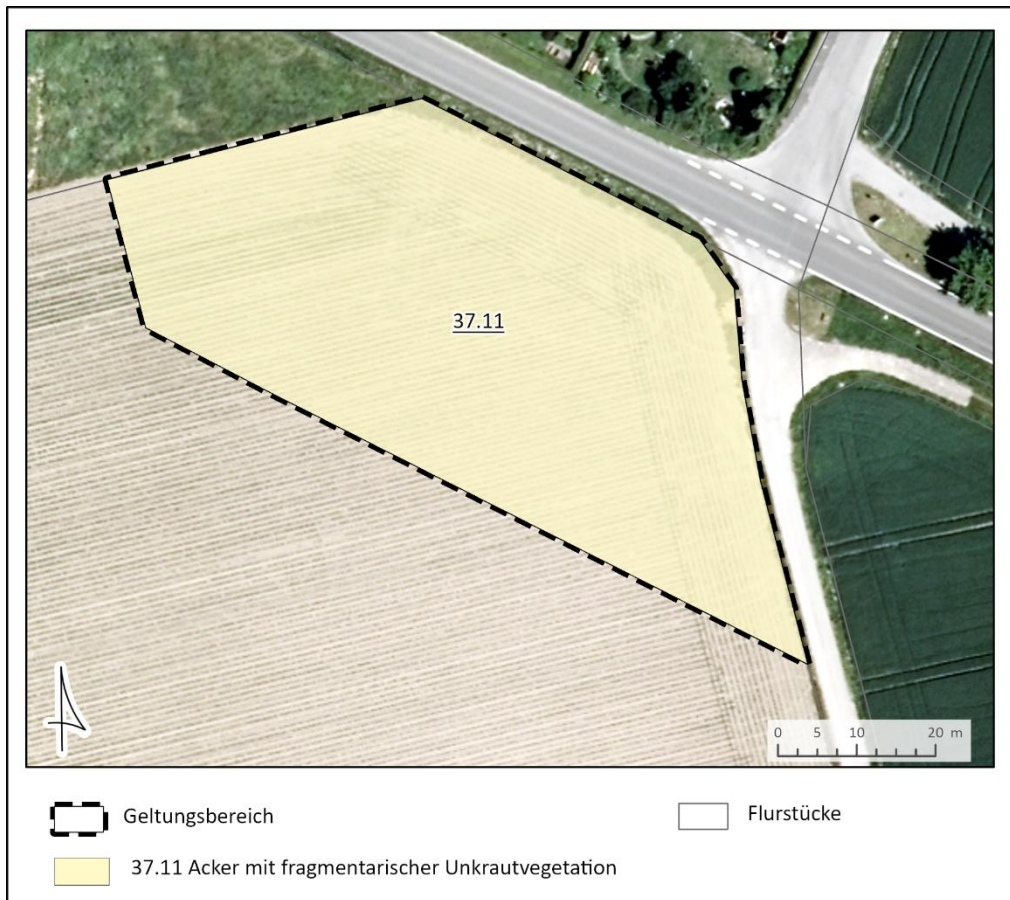 37.11
0 5 10 20 m
Geltungsbereich
Flurstücke
37.11 Acker mit fragmentarischer Unkrautvegetation